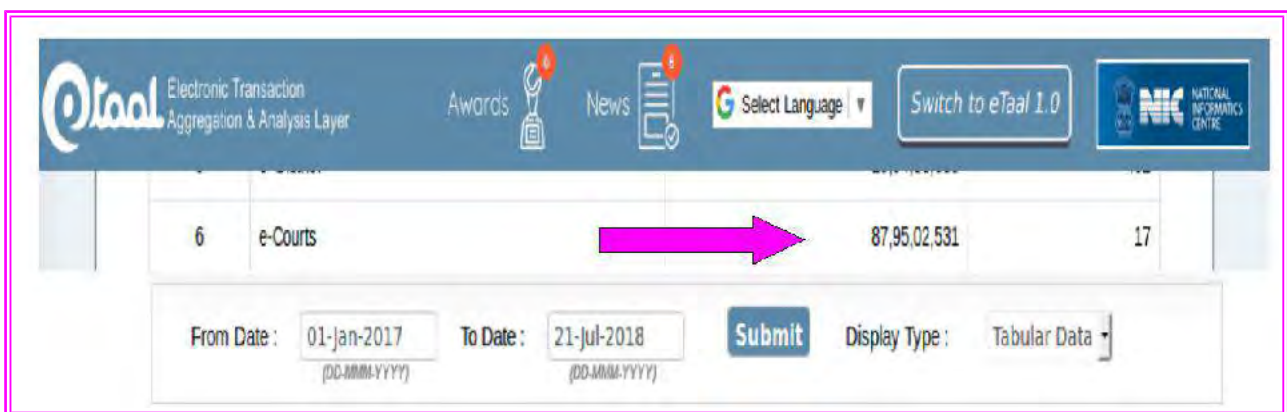 eTaal Electronic Transaction
Aggregation & Analysis Layer
Awards
News
Select Language
Switch to eTaal 1.0
NIC NATIONAL
INFORMATICS
CENTRE
6 e-Courts 87,95,02,531 17
From Date : 01-Jan-2017 To Date : 21-Jul-2018 Submit Display Type : Tabular Data
(DD-MMM-YYYY) (DD-MMM-YYYY)